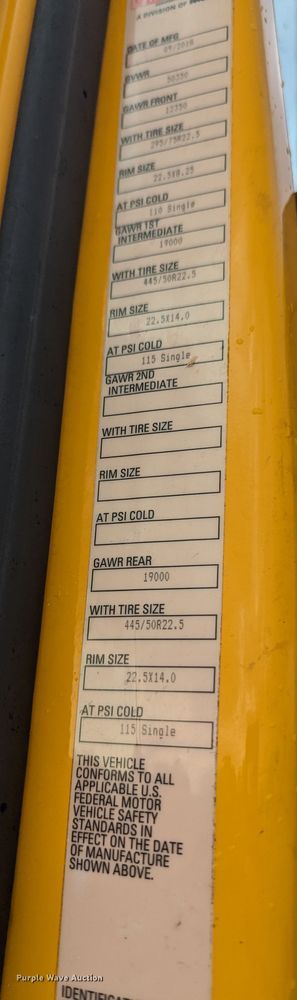 A DIVISION OF
DATE OF MFG
09/2018
GVWR
50350
GAWR FRONT
12350
WITH TIRE SIZE
295/75R22.5
RIM SIZE
22.5X8.25
AT PSI COLD
110 Single
GAWR 1ST
INTERMEDIATE
19000
WITH TIRE SIZE
445/50R22.5
RIM SIZE
22.5X14.0
AT PSI COLD
115 Single
GAWR 2ND
INTERMEDIATE
WITH TIRE SIZE
RIM SIZE
AT PSI COLD
GAWR REAR
19000
WITH TIRE SIZE
445/50R22.5
RIM SIZE
22.5X14.0
AT PSI COLD
115 Single
THIS VEHICLE
CONFORMS TO ALL
APPLICABLE U.S.
FEDERAL MOTOR
VEHICLE SAFETY
STANDARDS IN
EFFECT ON THE DATE
OF MANUFACTURE
SHOWN ABOVE.
Purple Wave Auction